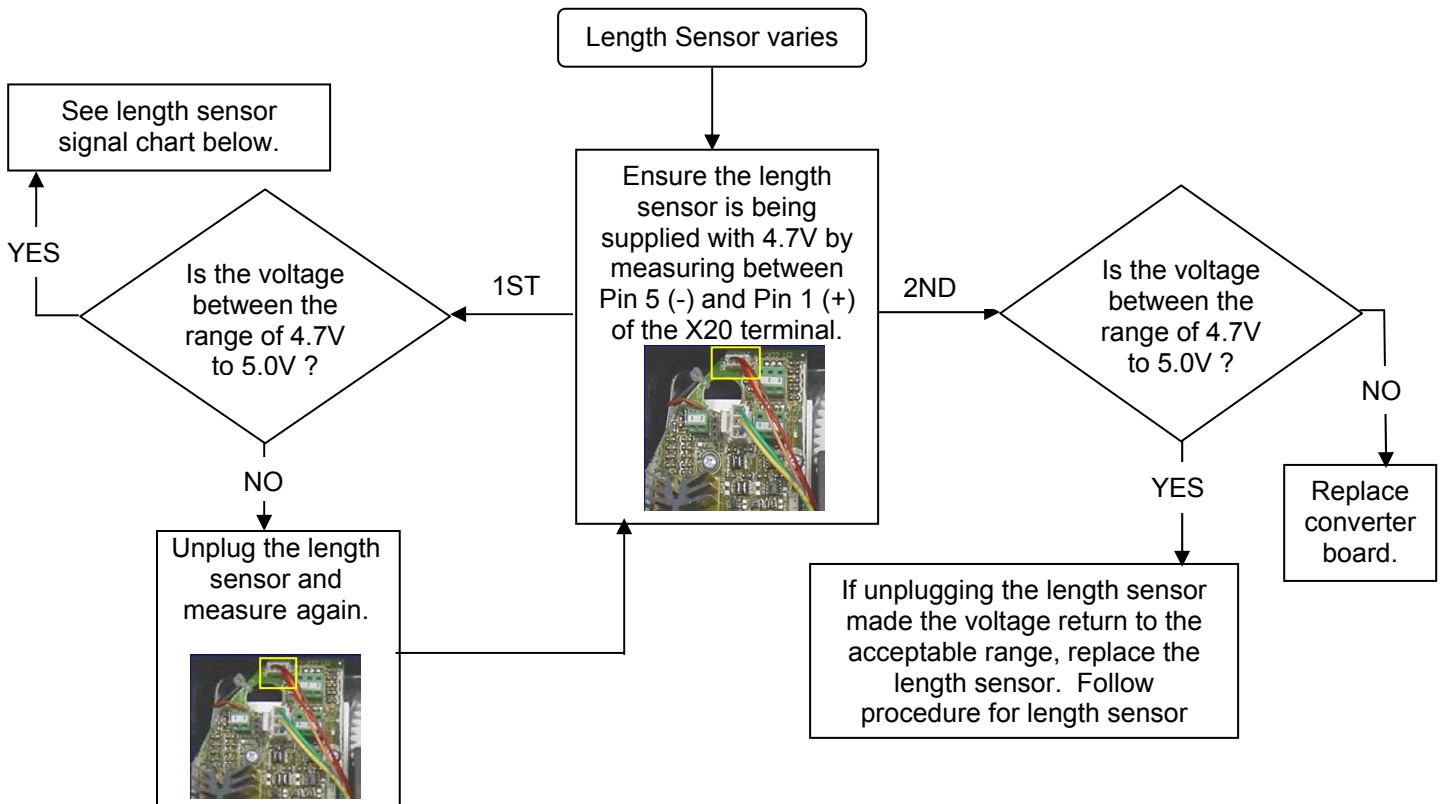 Length Sensor varies
See length sensor
signal chart below.
Ensure the length
sensor is being
supplied with 4.7V by
measuring between
Pin 5 (-) and Pin 1 (+)
of the X20 terminal.
YES
Is the voltage
between the
range of 4.7V
to 5.0V ?
1ST
2ND
Is the voltage
between the
range of 4.7V
to 5.0V ?
NO
NO
YES
Unplug the length
sensor and
measure again.
Replace
converter
board.
If unplugging the length sensor
made the voltage return to the
acceptable range, replace the
length sensor.  Follow
procedure for length sensor